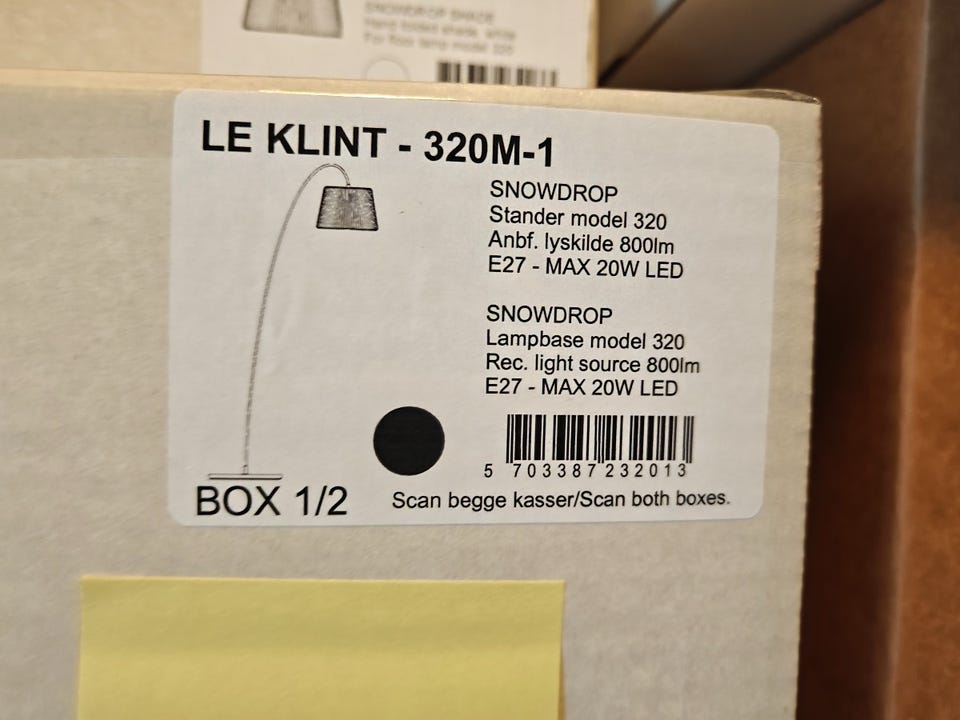 SNOWDROP SHADE
Hand folded shade, white
For floor lamp model 320
LE KLINT - 320M-1
SNOWDROP
Stander model 320
Anbf. lyskilde 800lm
E27 - MAX 20W LED
SNOWDROP
Lampbase model 320
Rec. light source 800lm
E27 - MAX 20W LED
5 703387 232013
BOX 1/2
Scan begge kasser/Scan both boxes.